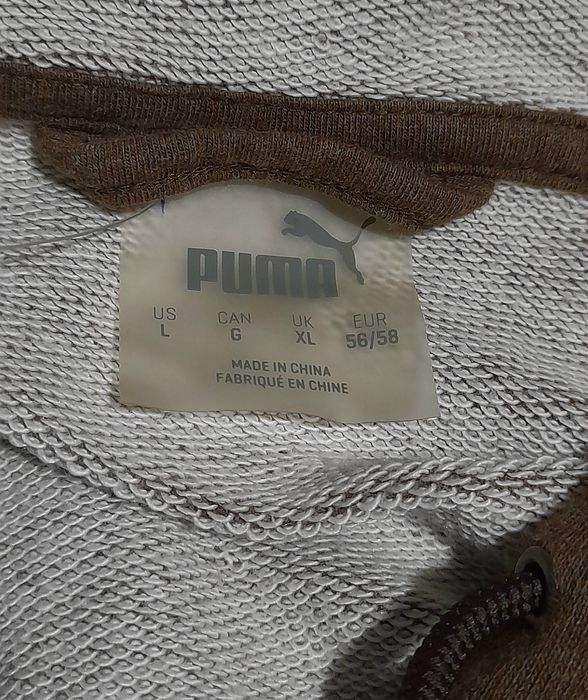 PUMA
US CAN UK EUR
L G XL 56/58
MADE IN CHINA
FABRIQUÉ EN CHINE